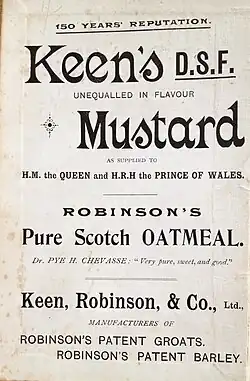 150 YEARS' REPUTATION.
Keen's D.S.F.
UNEQUALLED IN FLAVOUR
Mustard
AS SUPPLIED TO
H.M. the QUEEN and H.R.H the PRINCE OF WALES.
ROBINSON'S
Pure Scotch OATMEAL.
Dr. PYE H. CHEVASSE: "Very pure, sweet, and good."
Keen, Robinson, & Co., Ltd.,
MANUFACTURERS OF
ROBINSON'S PATENT GROATS.
ROBINSON'S PATENT BARLEY.